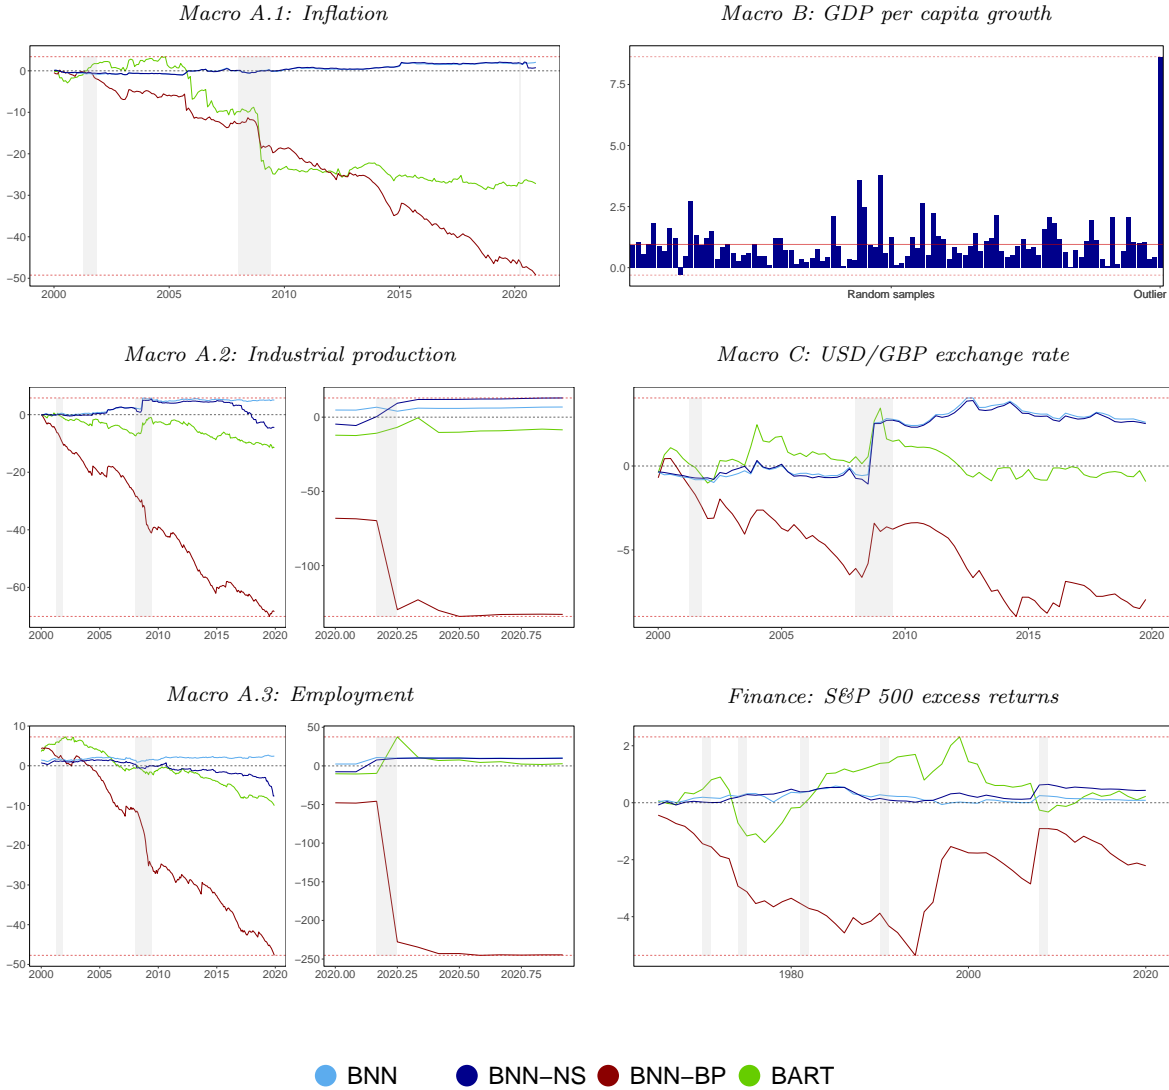 Macro A.1: Inflation
0
−10
−20
−30
−40
−50
2000 2005 2010 2015 2020
Macro B: GDP per capita growth
7.5
5.0
2.5
0.0
Random samples Outlier
Macro A.2: Industrial production
0
−20
−40
−60
2000 2005 2010 2015 2020
0
−50
−100
2020.00 2020.25 2020.50 2020.75
Macro C: USD/GBP exchange rate
0
−5
2000 2005 2010 2015 2020
Macro A.3: Employment
10
0
−10
−20
−30
−40
−50
2000 2005 2010 2015 2020
50
0
−50
−100
−150
−200
−250
2020.00 2020.25 2020.50 2020.75
Finance: S&P 500 excess returns
2
0
−2
−4
1980 2000 2020
BNN BNN−NS BNN−BP BART